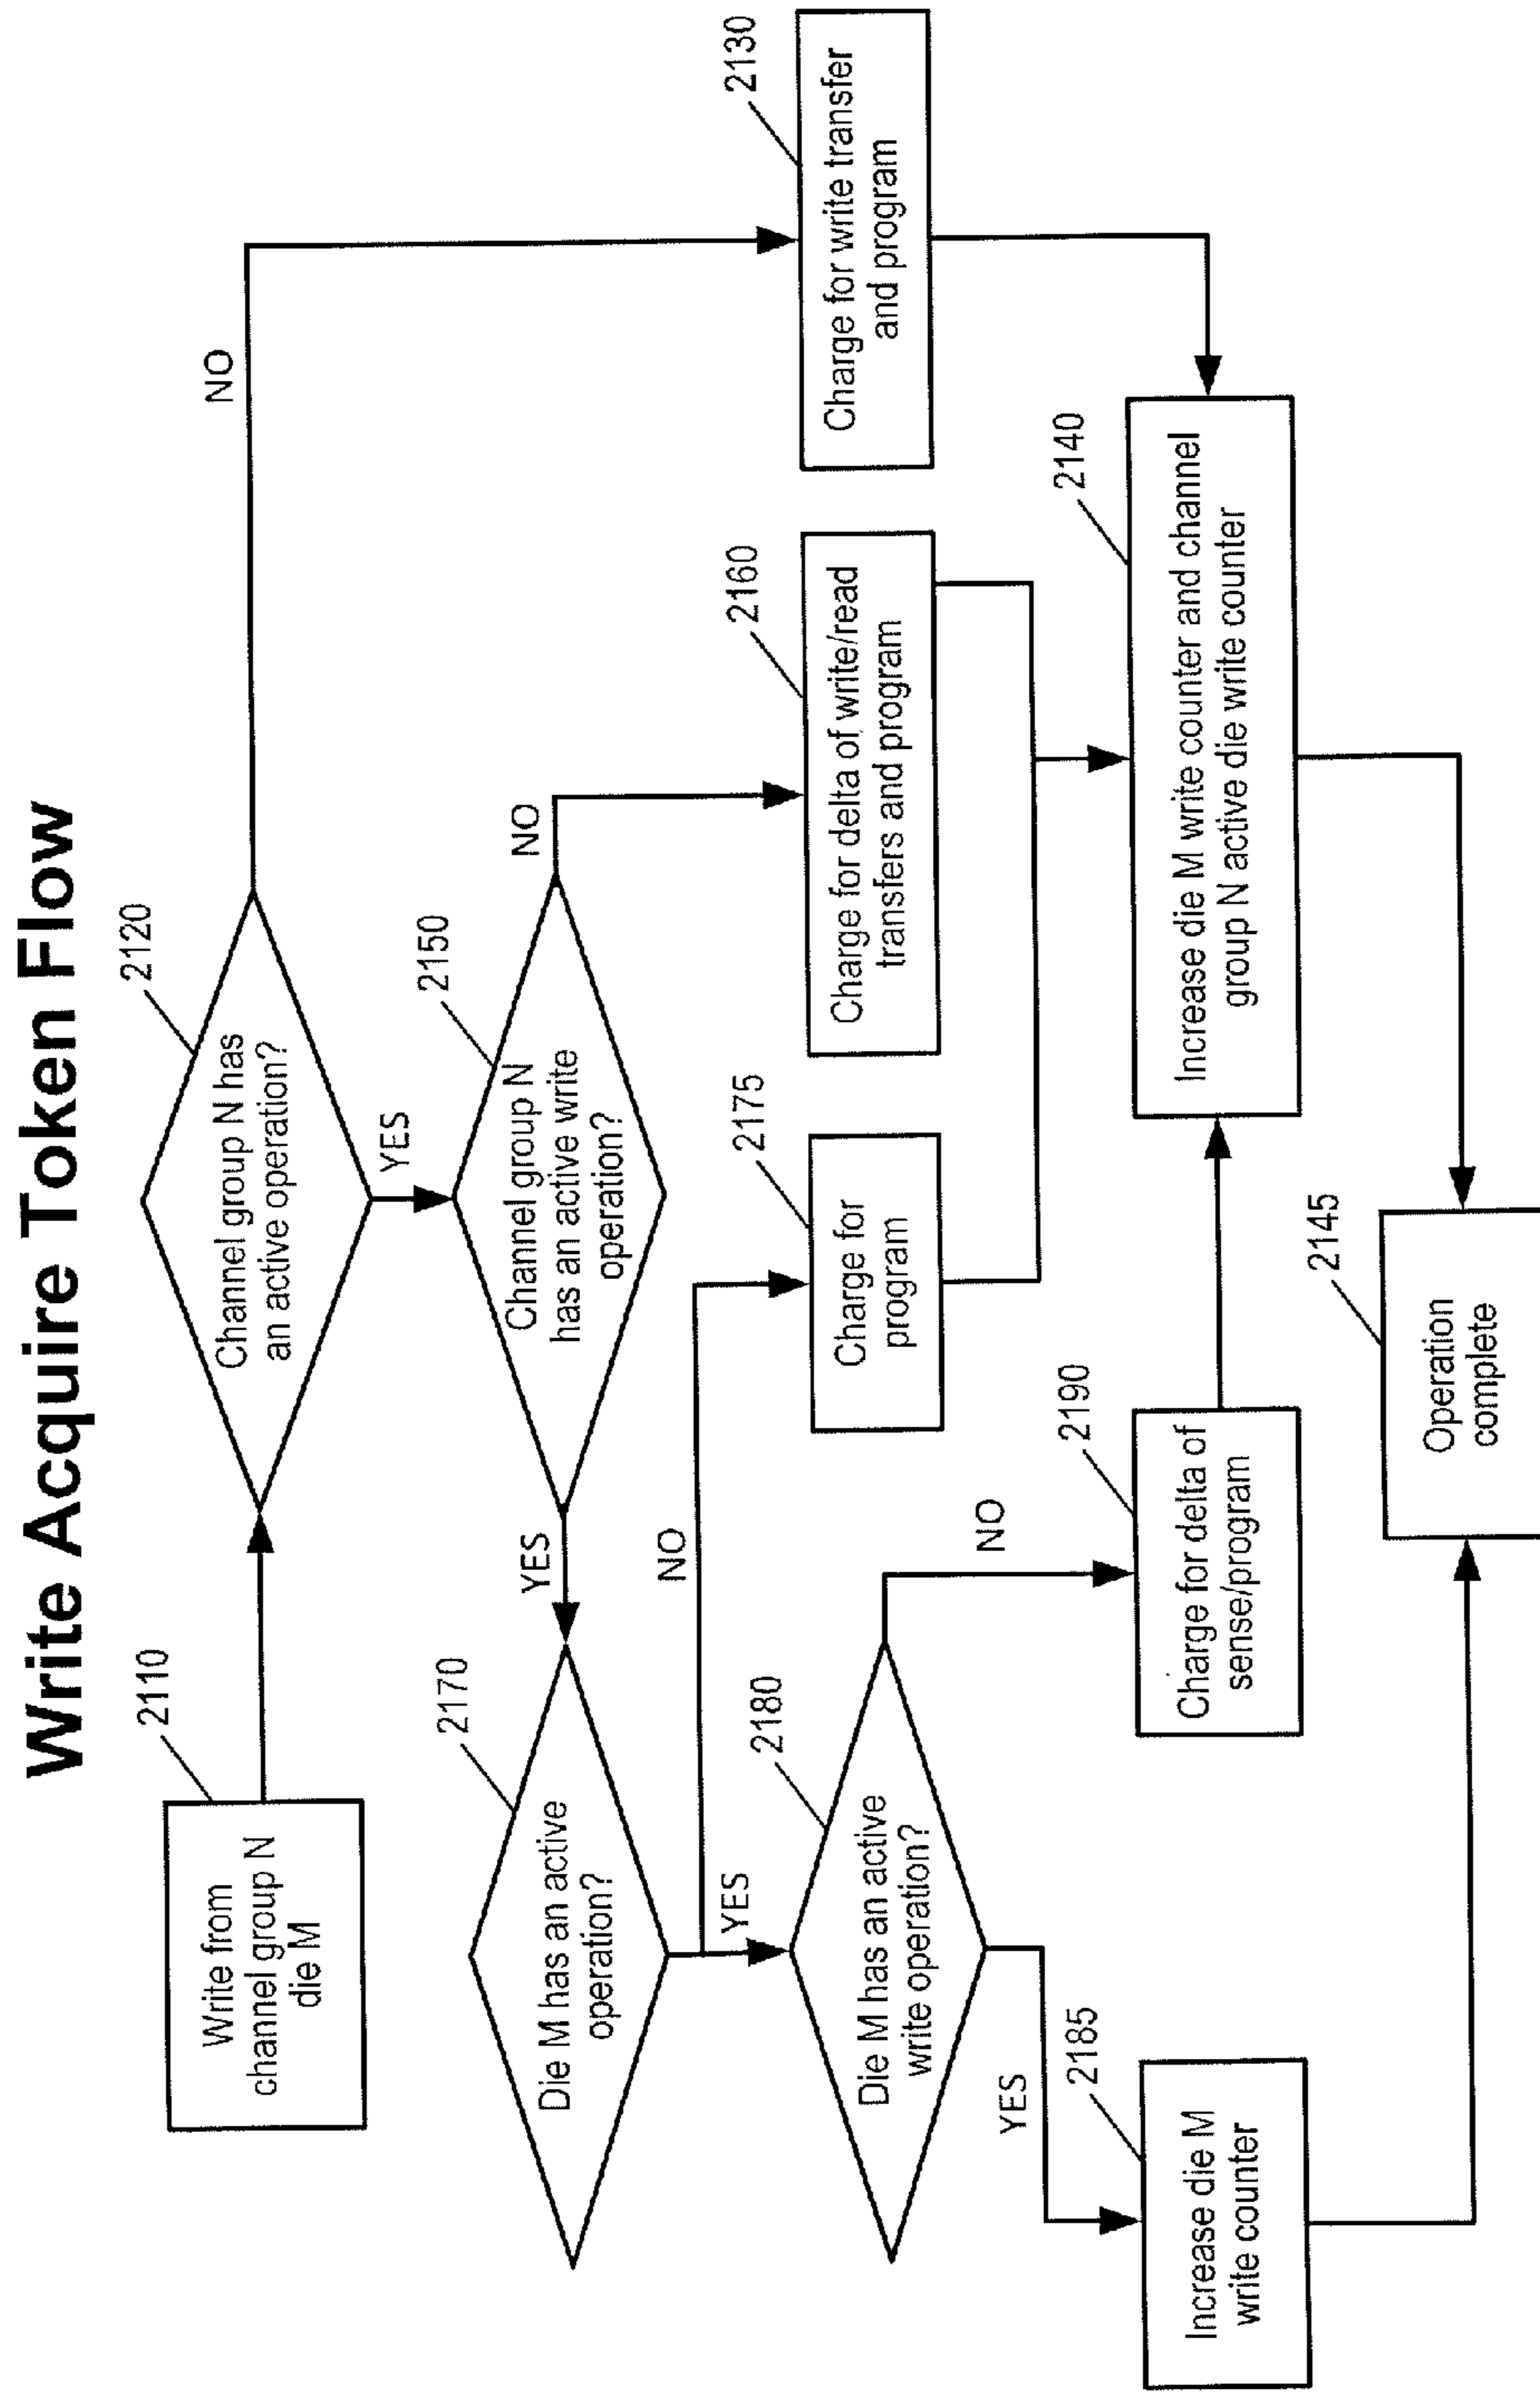 Write Acquire Token Flow
2110
Write from
channel group N
die M
2120
Channel group N has
an active operation?
NO
YES
2130
Charge for write transfer
and program
2150
Channel group N
has an active write
operation?
NO
YES
2160
Charge for delta of write/read
transfers and program
2170
Die M has an active
operation?
NO
YES
2175
Charge for
program
2180
Die M has an active
write operation?
NO
YES
2190
Charge for delta of
sense/program
2140
Increase die M write counter and channel
group N active die write counter
2185
Increase die M
write counter
2145
Operation
complete